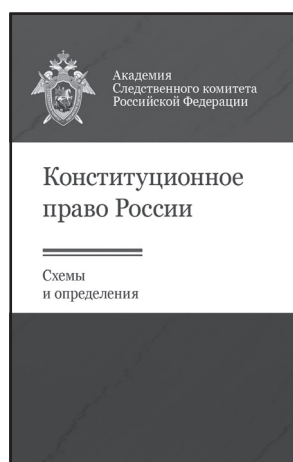 Академия
Следственного комитета
Российской Федерации
Конституционное
право России
Схемы
и определения